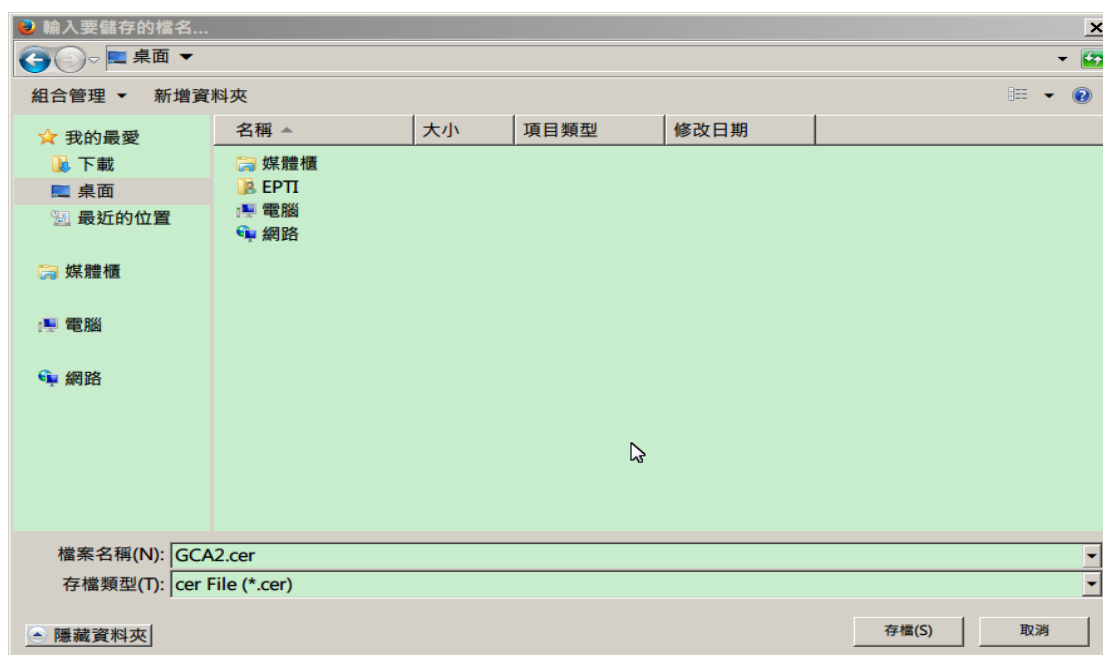 輸入要儲存的檔名...
桌面
組合管理 新增資料夾
名稱 大小 項目類型 修改日期
我的最愛
下載
桌面
最近的位置
媒體櫃
電腦
網路
媒體櫃
EPTI
電腦
網路
檔案名稱(N): GCA2.cer
存檔類型(T): cer File (*.cer)
隱藏資料夾
存檔(S) 取消